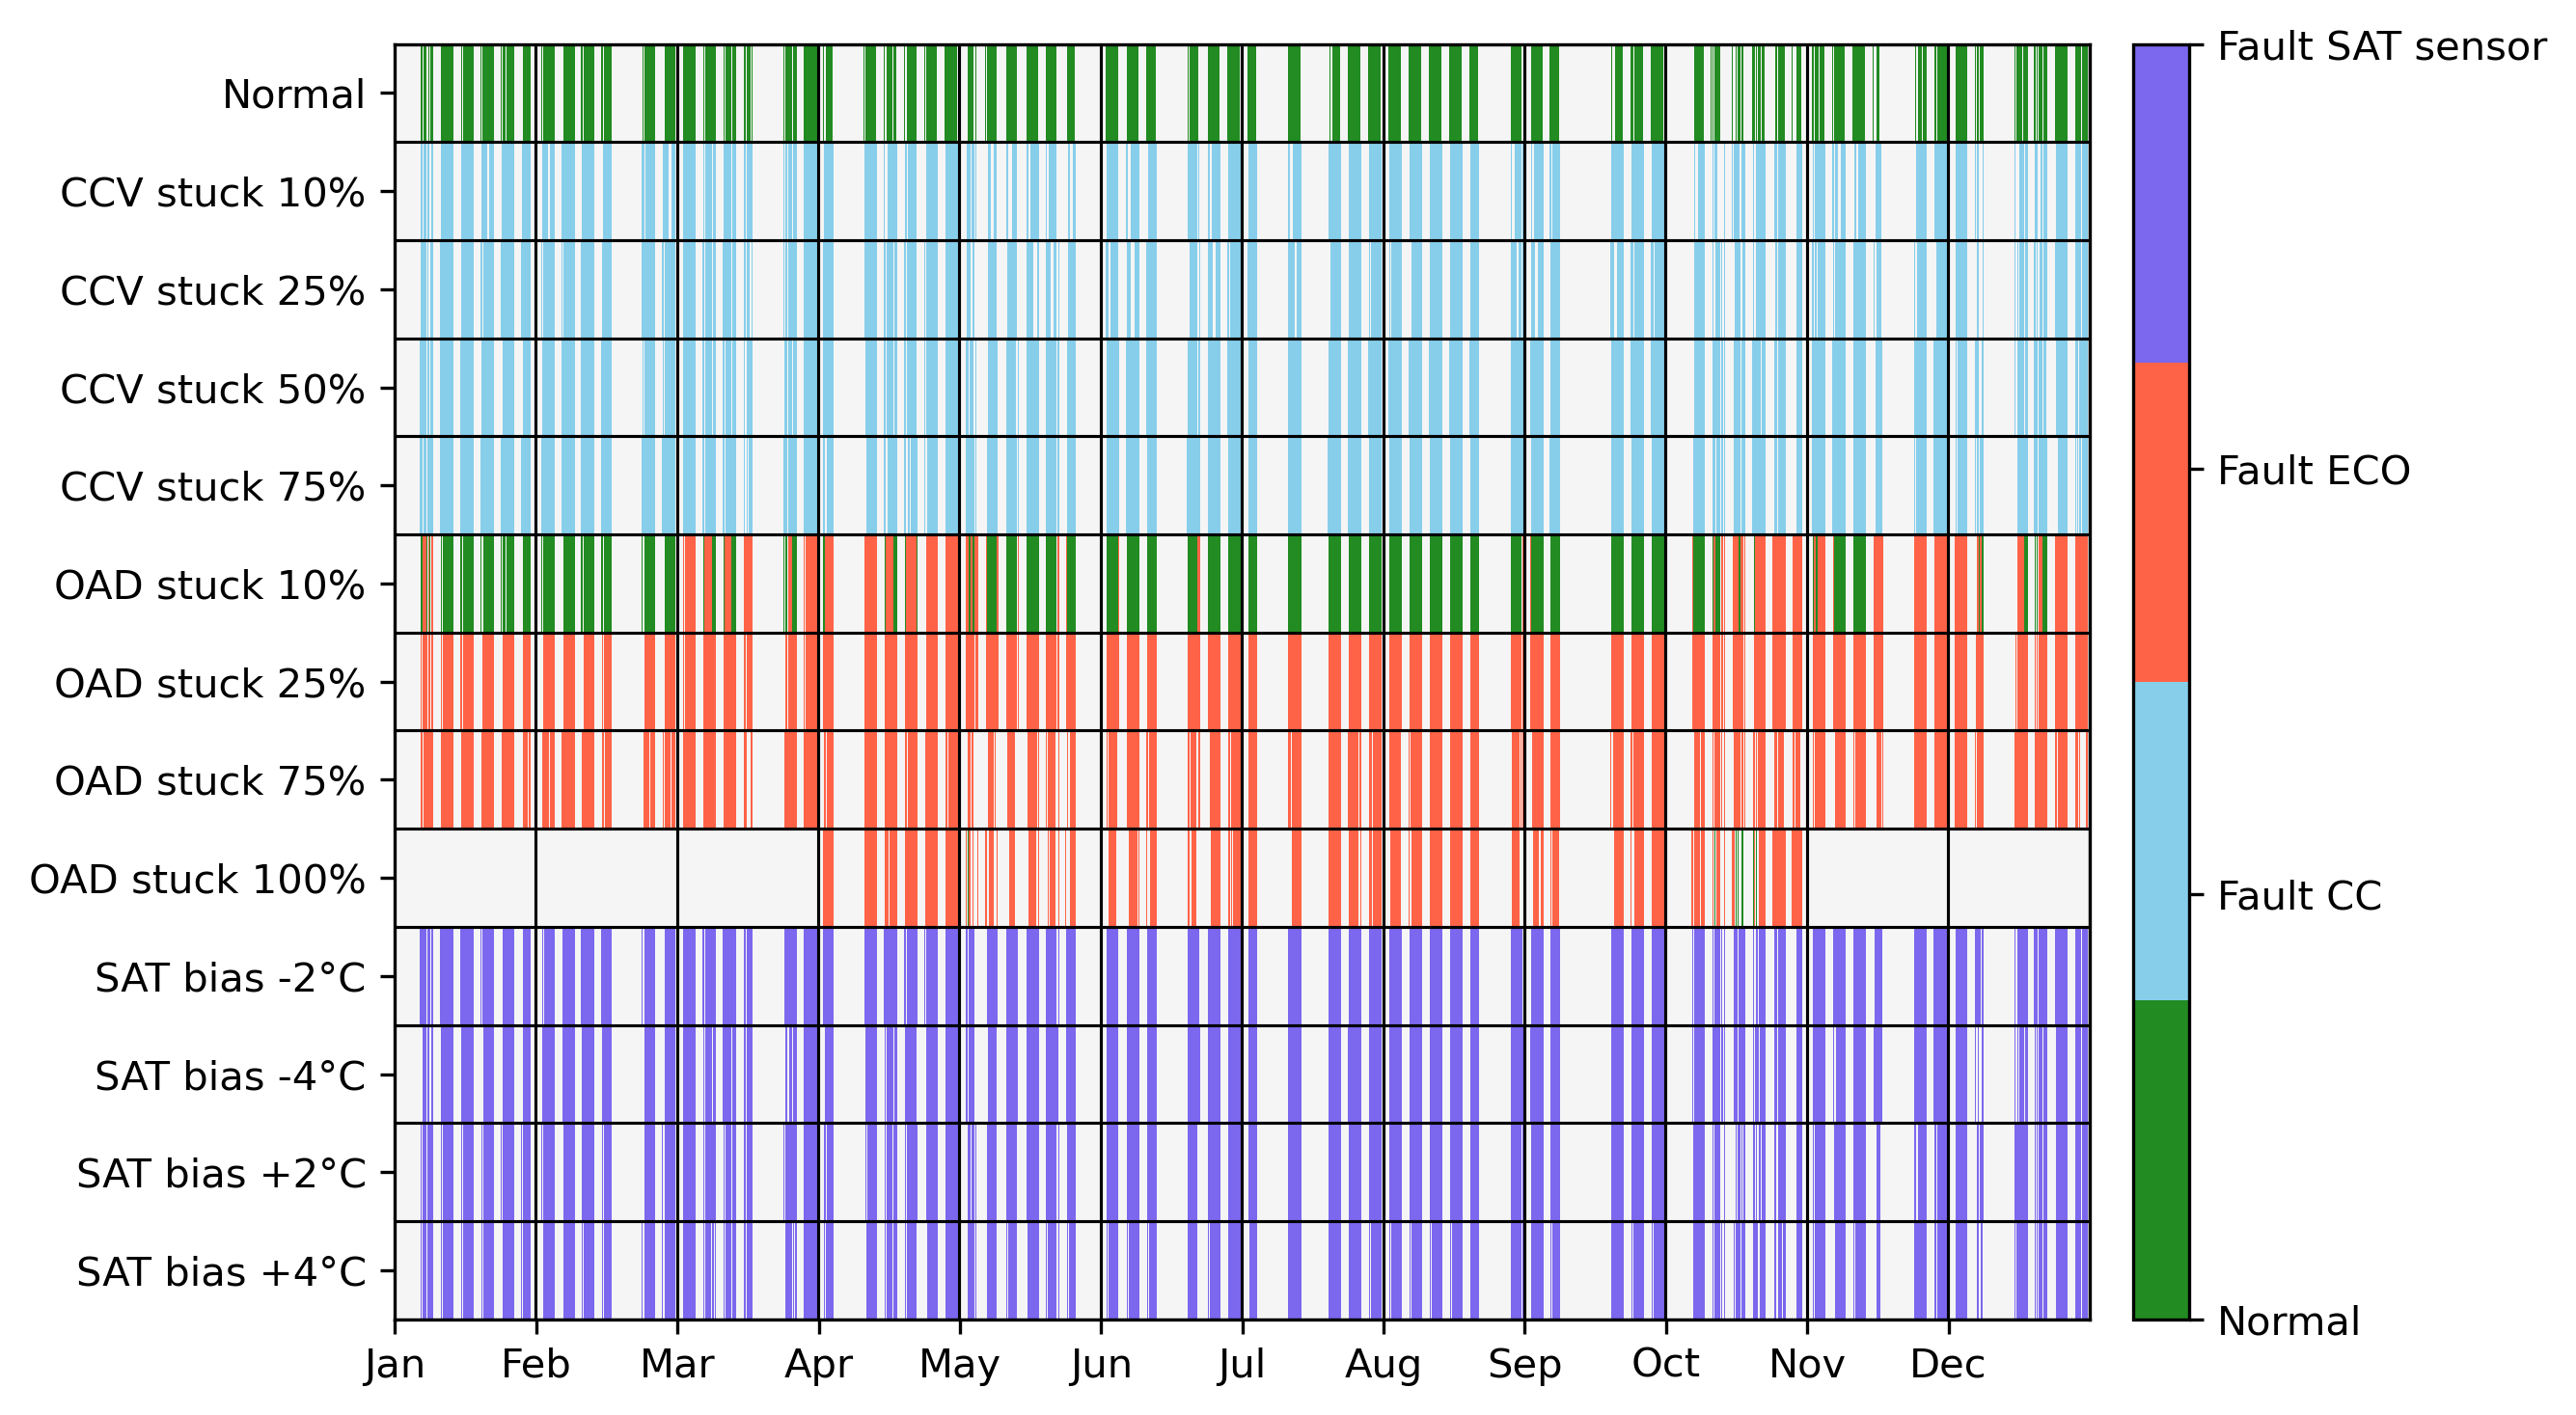 Normal
CCV stuck 10%
CCV stuck 25%
CCV stuck 50%
CCV stuck 75%
OAD stuck 10%
OAD stuck 25%
OAD stuck 75%
OAD stuck 100%
SAT bias -2°C
SAT bias -4°C
SAT bias +2°C
SAT bias +4°C
Jan Feb Mar Apr May Jun Jul Aug Sep Oct Nov Dec
Fault SAT sensor
Fault ECO
Fault CC
Normal